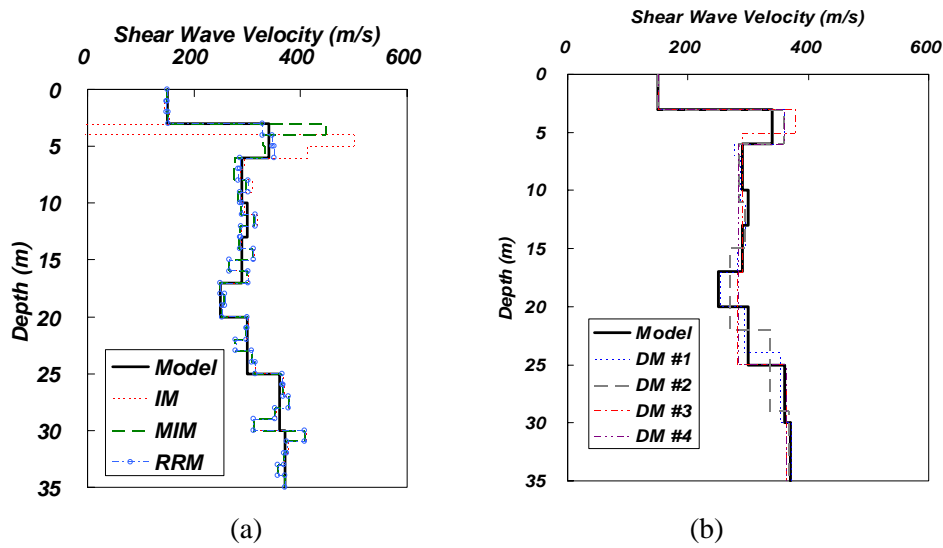 Shear Wave Velocity (m/s)
0 200 400 600
0
5
10
15
20
25
30
35
Depth (m)
Model
IM
MIM
RRM
(a)
Shear Wave Velocity (m/s)
0 200 400 600
0
5
10
15
20
25
30
35
Depth (m)
Model
DM #1
DM #2
DM #3
DM #4
(b)